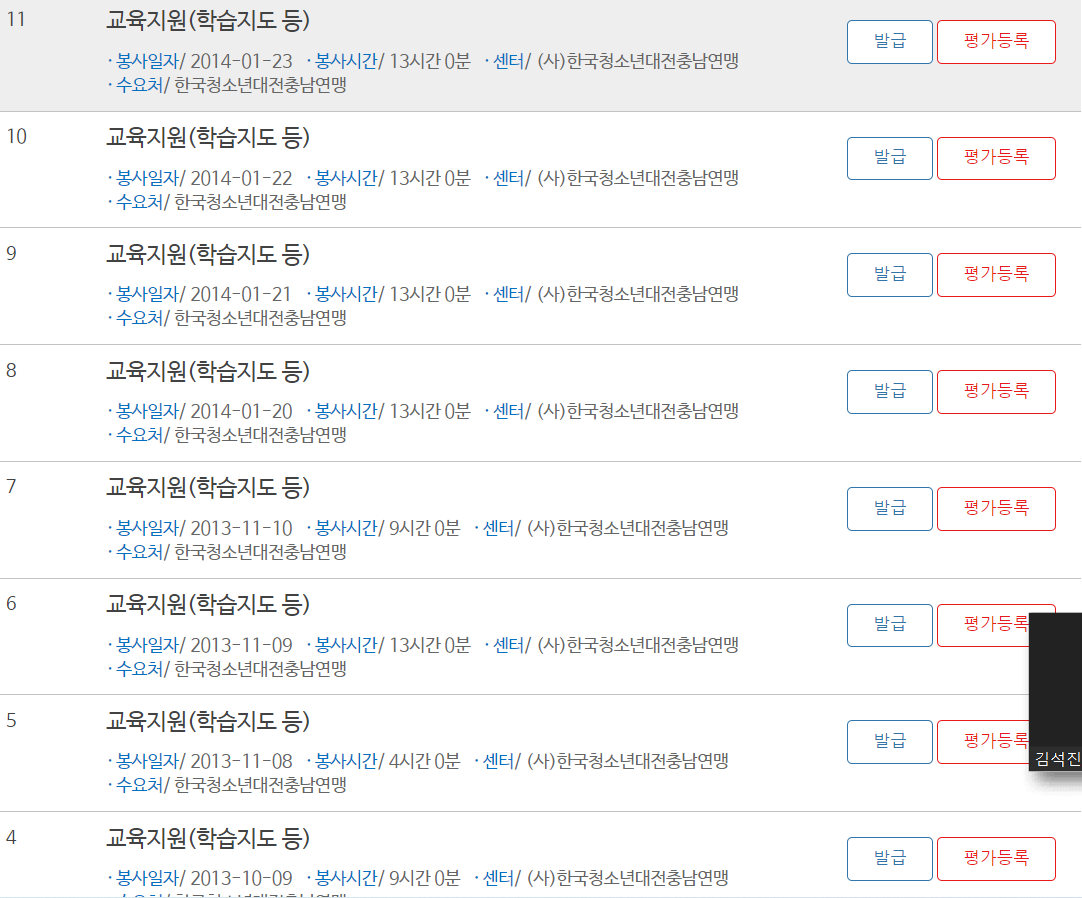 11
교육지원(학습지도 등)
발급 평가등록
· 봉사일자/ 2014-01-23 · 봉사시간/ 13시간 0분 · 센터/ (사)한국청소년대전충남연맹
· 수요처/ 한국청소년대전충남연맹
10
교육지원(학습지도 등)
발급 평가등록
· 봉사일자/ 2014-01-22 · 봉사시간/ 13시간 0분 · 센터/ (사)한국청소년대전충남연맹
· 수요처/ 한국청소년대전충남연맹
9
교육지원(학습지도 등)
발급 평가등록
· 봉사일자/ 2014-01-21 · 봉사시간/ 13시간 0분 · 센터/ (사)한국청소년대전충남연맹
· 수요처/ 한국청소년대전충남연맹
8
교육지원(학습지도 등)
발급 평가등록
· 봉사일자/ 2014-01-20 · 봉사시간/ 13시간 0분 · 센터/ (사)한국청소년대전충남연맹
· 수요처/ 한국청소년대전충남연맹
7
교육지원(학습지도 등)
발급 평가등록
· 봉사일자/ 2013-11-10 · 봉사시간/ 9시간 0분 · 센터/ (사)한국청소년대전충남연맹
· 수요처/ 한국청소년대전충남연맹
6
교육지원(학습지도 등)
발급 평가등록
· 봉사일자/ 2013-11-09 · 봉사시간/ 13시간 0분 · 센터/ (사)한국청소년대전충남연맹
· 수요처/ 한국청소년대전충남연맹
5
교육지원(학습지도 등)
발급 평가등록
· 봉사일자/ 2013-11-08 · 봉사시간/ 4시간 0분 · 센터/ (사)한국청소년대전충남연맹
김석진
· 수요처/ 한국청소년대전충남연맹
4
교육지원(학습지도 등)
발급 평가등록
· 봉사일자/ 2013-10-09 · 봉사시간/ 9시간 0분 · 센터/ (사)한국청소년대전충남연맹